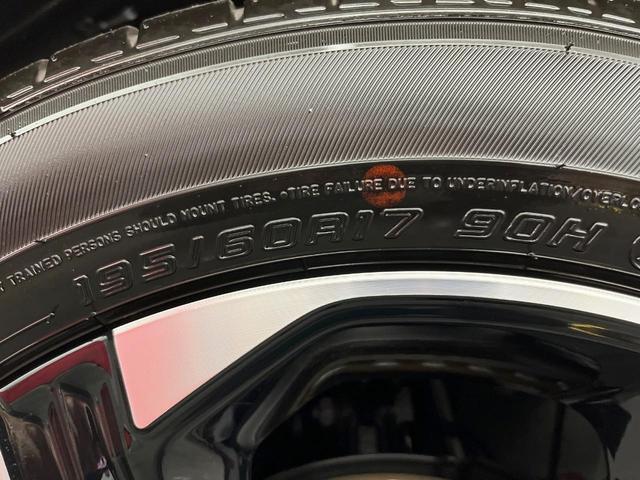 TRAINED PERSONS SHOULD MOUNT TIRES. •TIRE FAILURE DUE TO UNDERINFLATION/OVERLO
195/60R17 90H